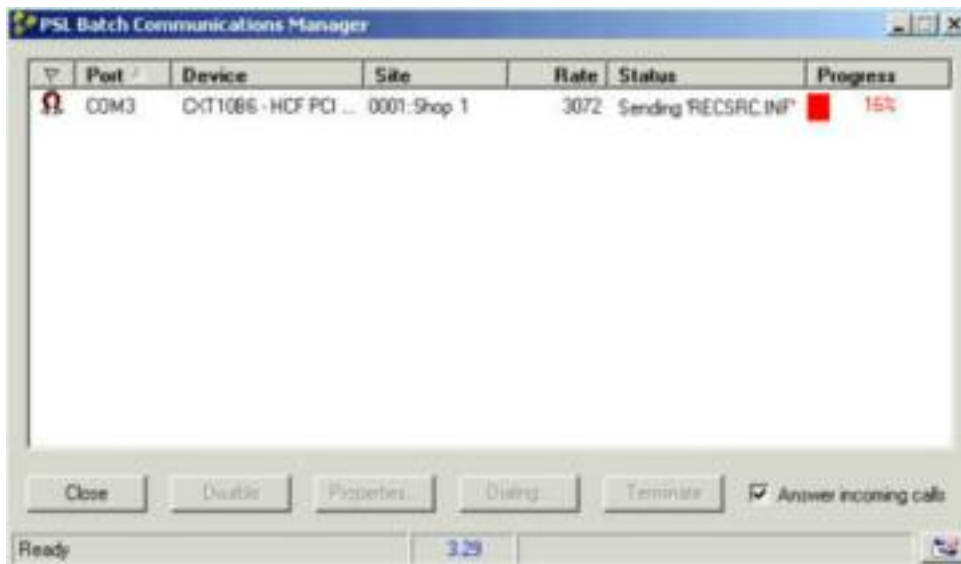 PSL Batch Communications Manager
Port Device Site Rate Status Progress
COM3 CXT1086 - HCF PCI ... 0001: Shop 1 3072 Sending 'RECSRC.INF' 16%
Close Disable Properties... Dialing... Terminate Answer incoming calls
Ready 3.29